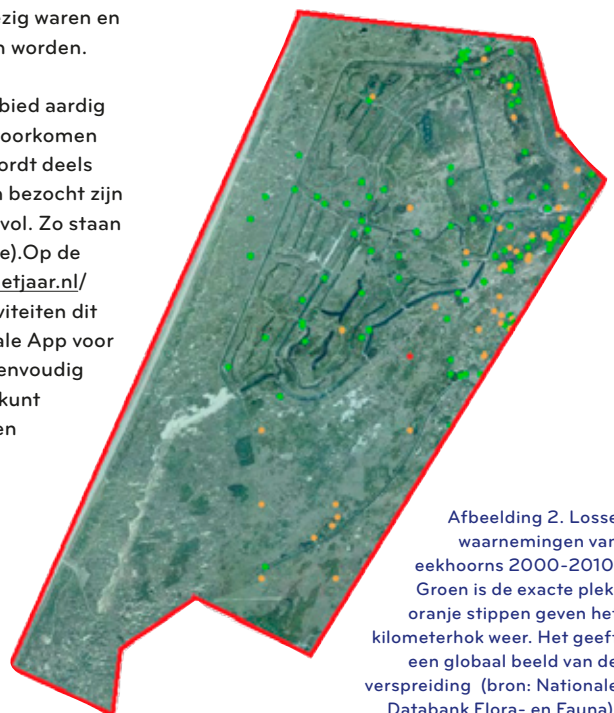 ezig waren en
n worden.
bied aardig
oorkomen
ordt deels
n bezocht zijn
vol. Zo staan
e).Op de
etjaar.nl/
viteiten dit
ale App voor
envoudig
kunt
en
Afbeelding 2. Losse
waarnemingen van
eekhoorns 2000-2010.
Groen is de exacte plek,
oranje stippen geven het
kilometerhok weer. Het geeft
een globaal beeld van de
verspreiding (bron: Nationale
Databank Flora- en Fauna)